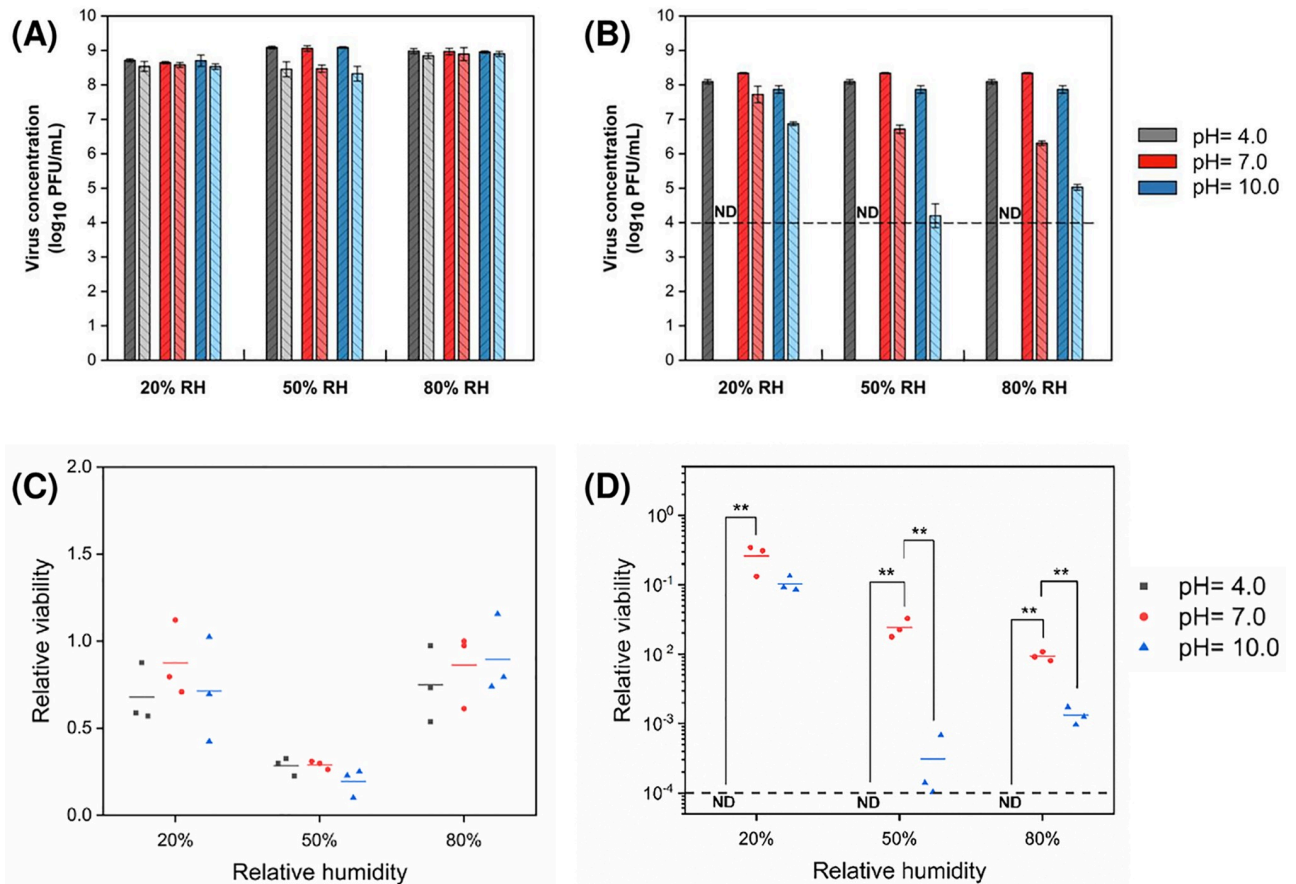 (A)
Virus concentration
(log10 PFU/mL)
10
9
8
7
6
5
4
3
2
1
0
20% RH
50% RH
80% RH
(B)
Virus concentration
(log10 PFU/mL)
10
9
8
7
6
5
4
3
2
1
0
ND
ND
ND
20% RH
50% RH
80% RH
pH= 4.0
pH= 7.0
pH= 10.0
(C)
Relative viability
2.0
1.5
1.0
0.5
0.0
20%
50%
80%
Relative humidity
(D)
Relative viability
10^0
10^-1
10^-2
10^-3
10^-4
**
**
**
**
**
ND
ND
ND
20%
50%
80%
Relative humidity
pH= 4.0
pH= 7.0
pH= 10.0